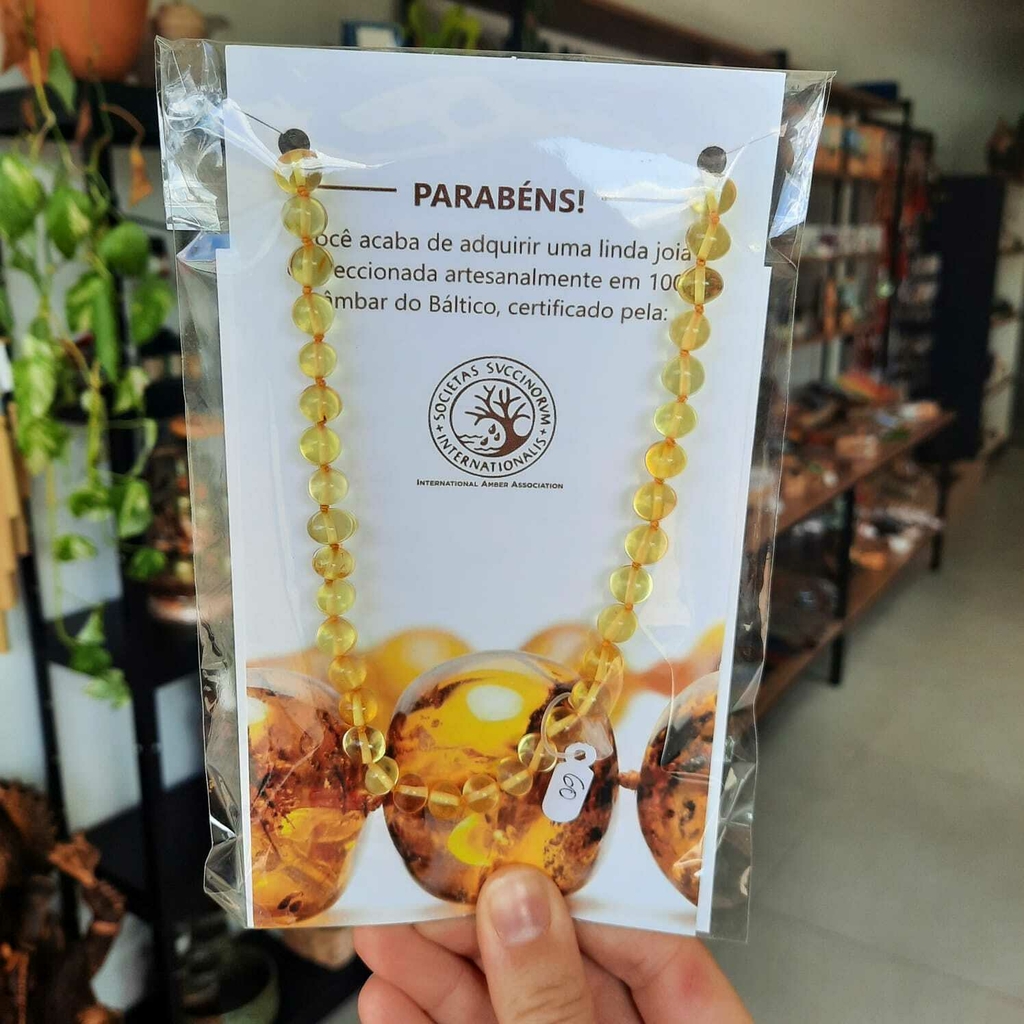 PARABÉNS!
ocê acaba de adquirir uma linda joia
eccionada artesanalmente em 100
âmbar do Báltico, certificado pela:
SOCIETAS SVCCINORVM
INTERNATIONALIS
INTERNATIONAL AMBER ASSOCIATION
60